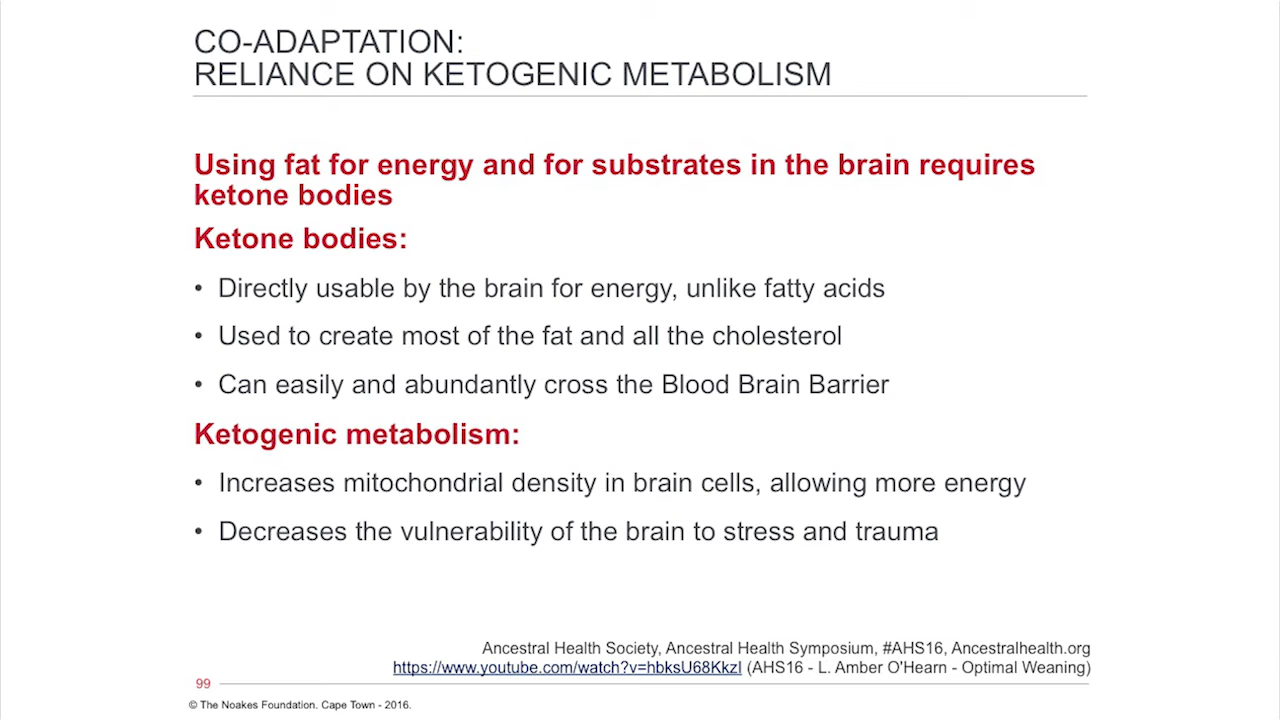 CO-ADAPTATION:
RELIANCE ON KETOGENIC METABOLISM
Using fat for energy and for substrates in the brain requires
ketone bodies
Ketone bodies:
• Directly usable by the brain for energy, unlike fatty acids
• Used to create most of the fat and all the cholesterol
• Can easily and abundantly cross the Blood Brain Barrier
Ketogenic metabolism:
• Increases mitochondrial density in brain cells, allowing more energy
• Decreases the vulnerability of the brain to stress and trauma
Ancestral Health Society, Ancestral Health Symposium, #AHS16, Ancestralhealth.org
https://www.youtube.com/watch?v=hbksU68KkzI (AHS16 - L. Amber O'Hearn - Optimal Weaning)
99
© The Noakes Foundation. Cape Town - 2016.